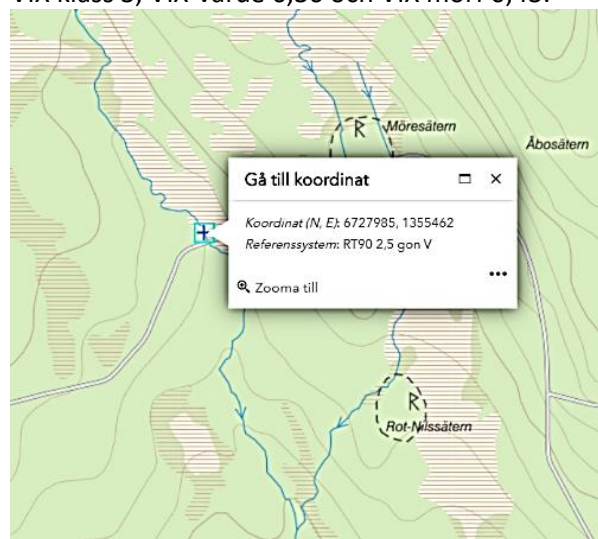 Möresätern
Åbosätern
Gå till koordinat
Koordinat (N, E): 6727985, 1355462
Referenssystem: RT90 2,5 gon V
Zooma till
Rot-Nilssätern